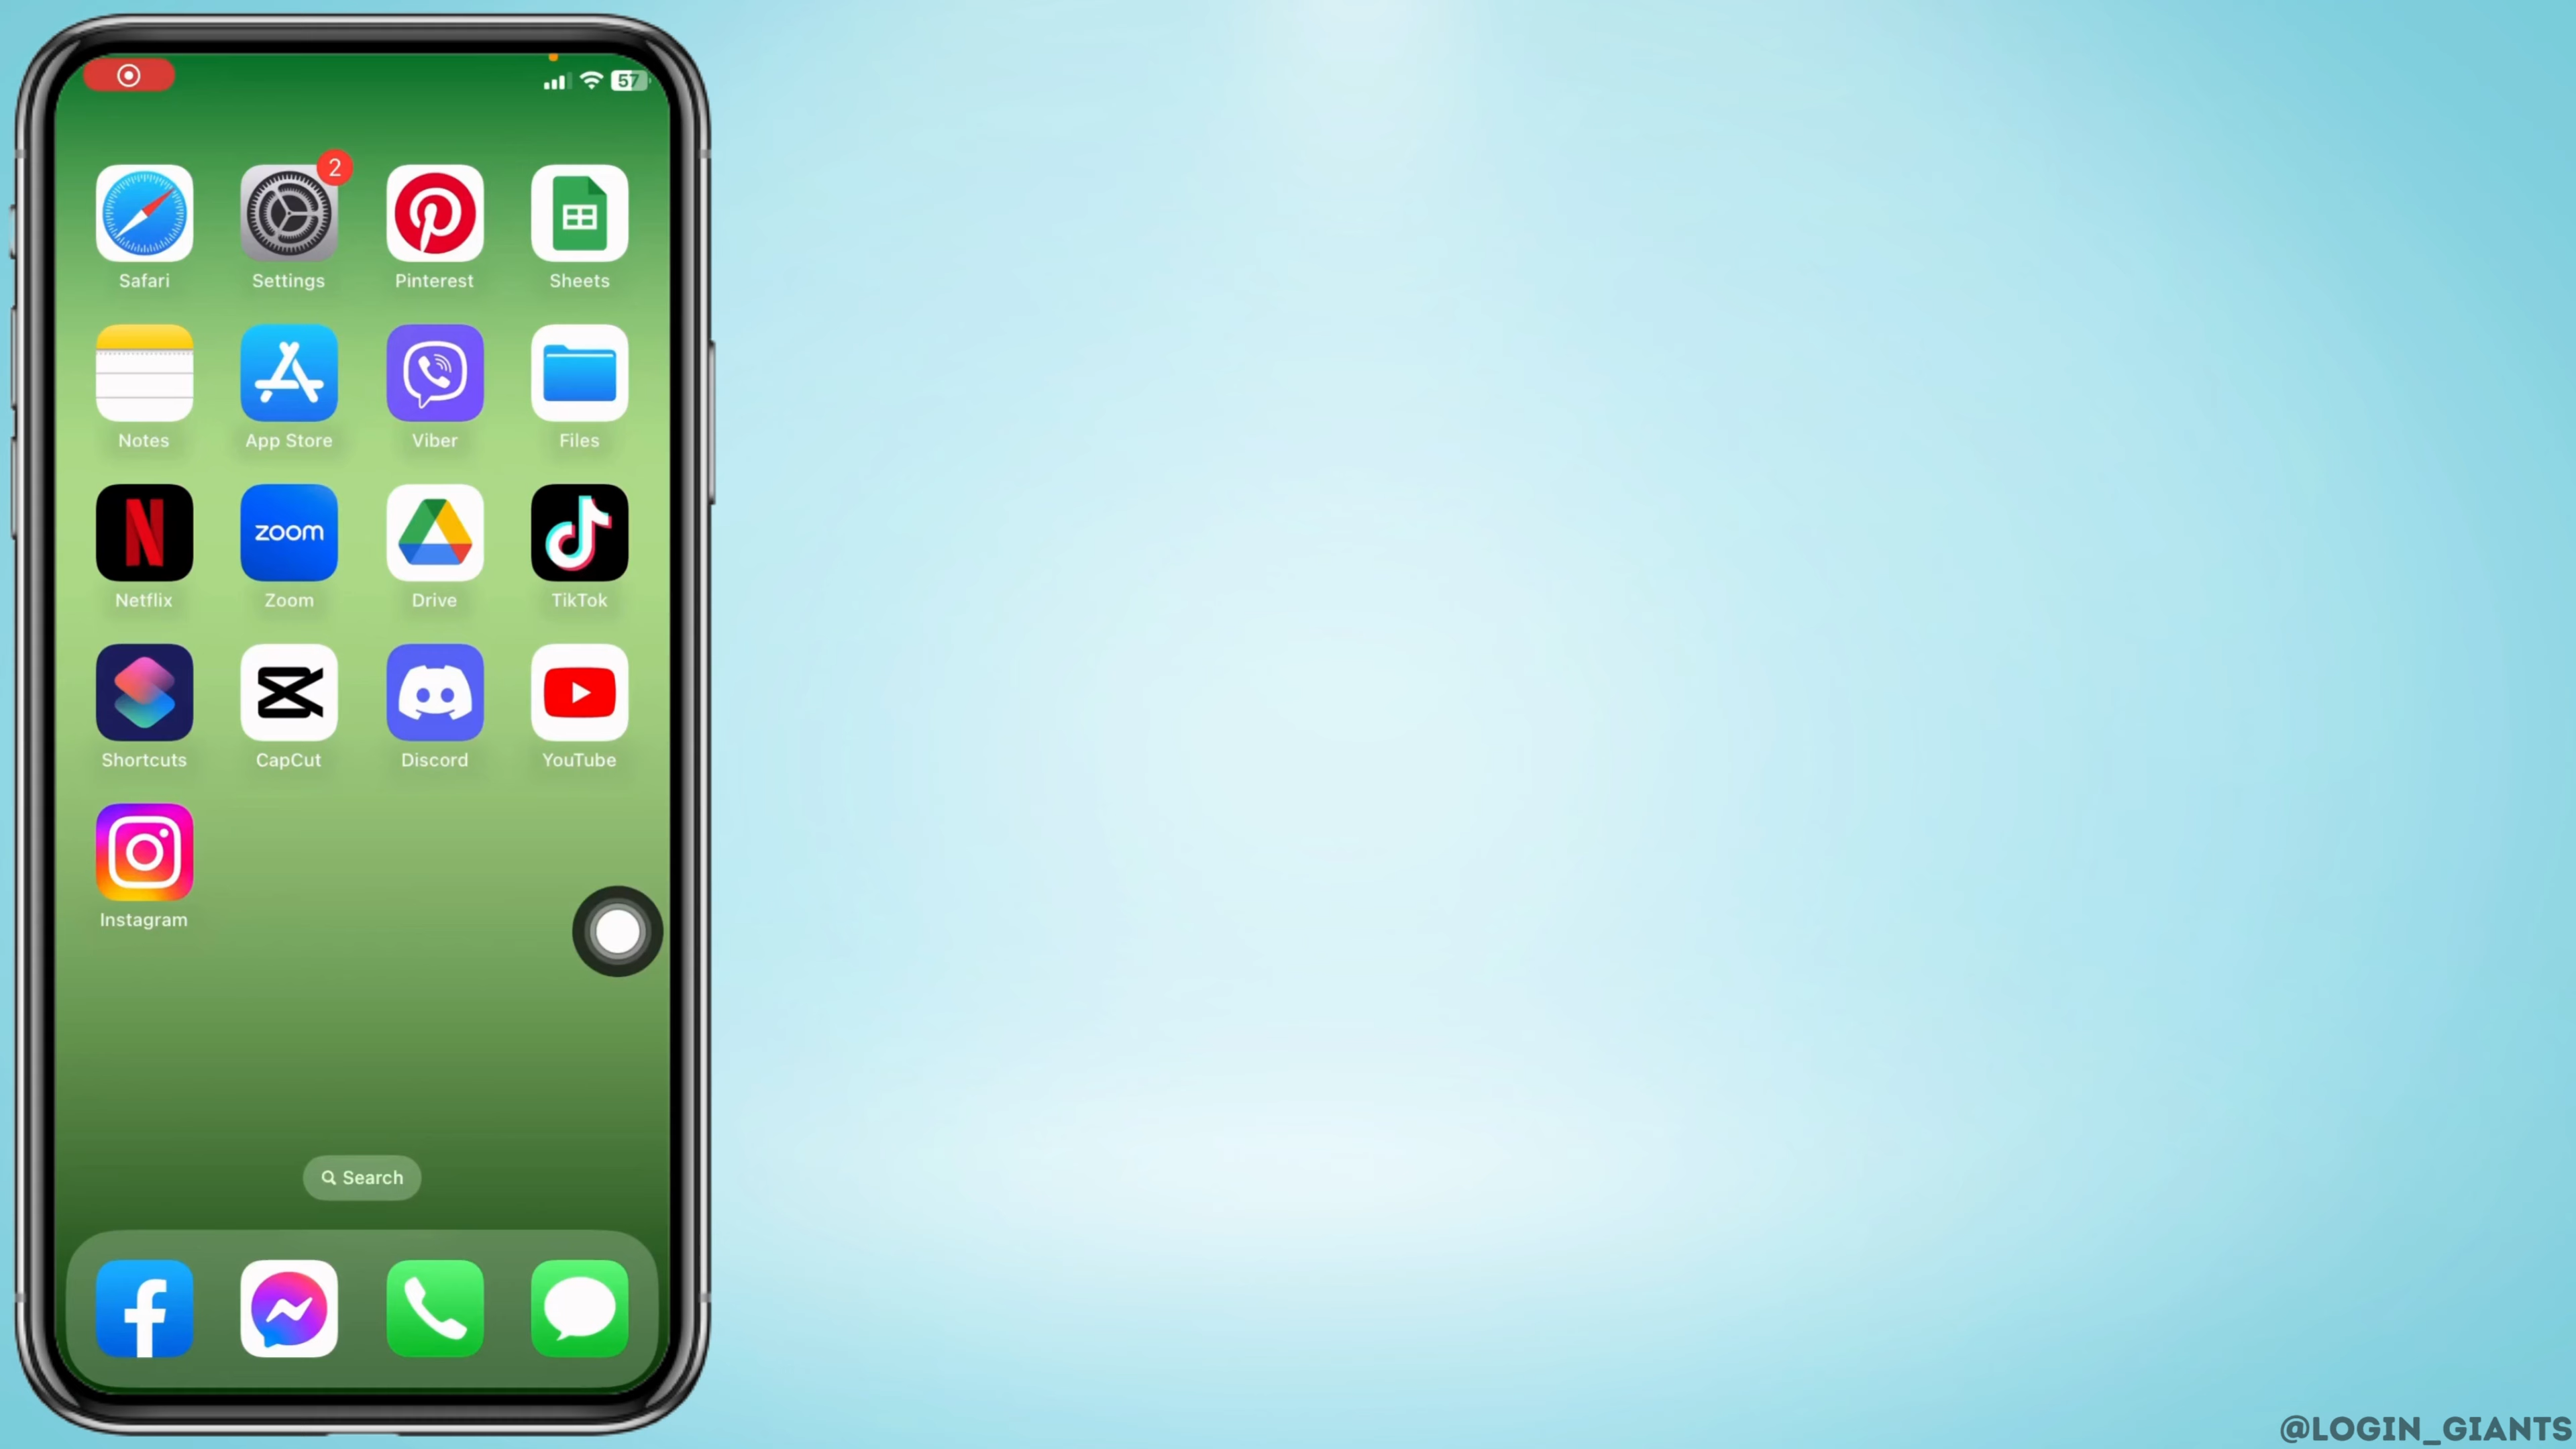 57
2
Safari Settings Pinterest Sheets
Notes App Store Viber Files
zoom
Netflix Zoom Drive TikTok
Shortcuts CapCut Discord YouTube
Instagram
Search
@LOGIN_GIANTS